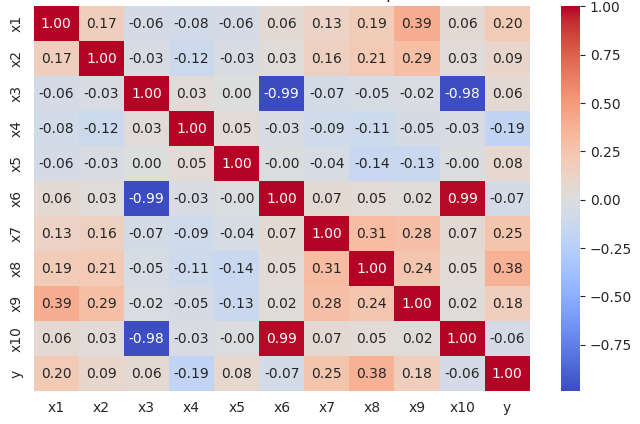 x1 1.00 0.17 -0.06 -0.08 -0.06 0.06 0.13 0.19 0.39 0.06 0.20
x2 0.17 1.00 -0.03 -0.12 -0.03 0.03 0.16 0.21 0.29 0.03 0.09
x3 -0.06 -0.03 1.00 0.03 0.00 -0.99 -0.07 -0.05 -0.02 -0.98 0.06
x4 -0.08 -0.12 0.03 1.00 0.05 -0.03 -0.09 -0.11 -0.05 -0.03 -0.19
x5 -0.06 -0.03 0.00 0.05 1.00 -0.00 -0.04 -0.14 -0.13 -0.00 0.08
x6 0.06 0.03 -0.99 -0.03 -0.00 1.00 0.07 0.05 0.02 0.99 -0.07
x7 0.13 0.16 -0.07 -0.09 -0.04 0.07 1.00 0.31 0.28 0.07 0.25
x8 0.19 0.21 -0.05 -0.11 -0.14 0.05 0.31 1.00 0.24 0.05 0.38
x9 0.39 0.29 -0.02 -0.05 -0.13 0.02 0.28 0.24 1.00 0.02 0.18
x10 0.06 0.03 -0.98 -0.03 -0.00 0.99 0.07 0.05 0.02 1.00 -0.06
y 0.20 0.09 0.06 -0.19 0.08 -0.07 0.25 0.38 0.18 -0.06 1.00
x1 x2 x3 x4 x5 x6 x7 x8 x9 x10 y
1.00
0.75
0.50
0.25
0.00
−0.25
−0.50
−0.75